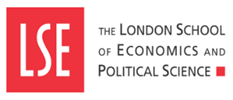 LSE
THE LONDON SCHOOL
OF ECONOMICS AND
POLITICAL SCIENCE